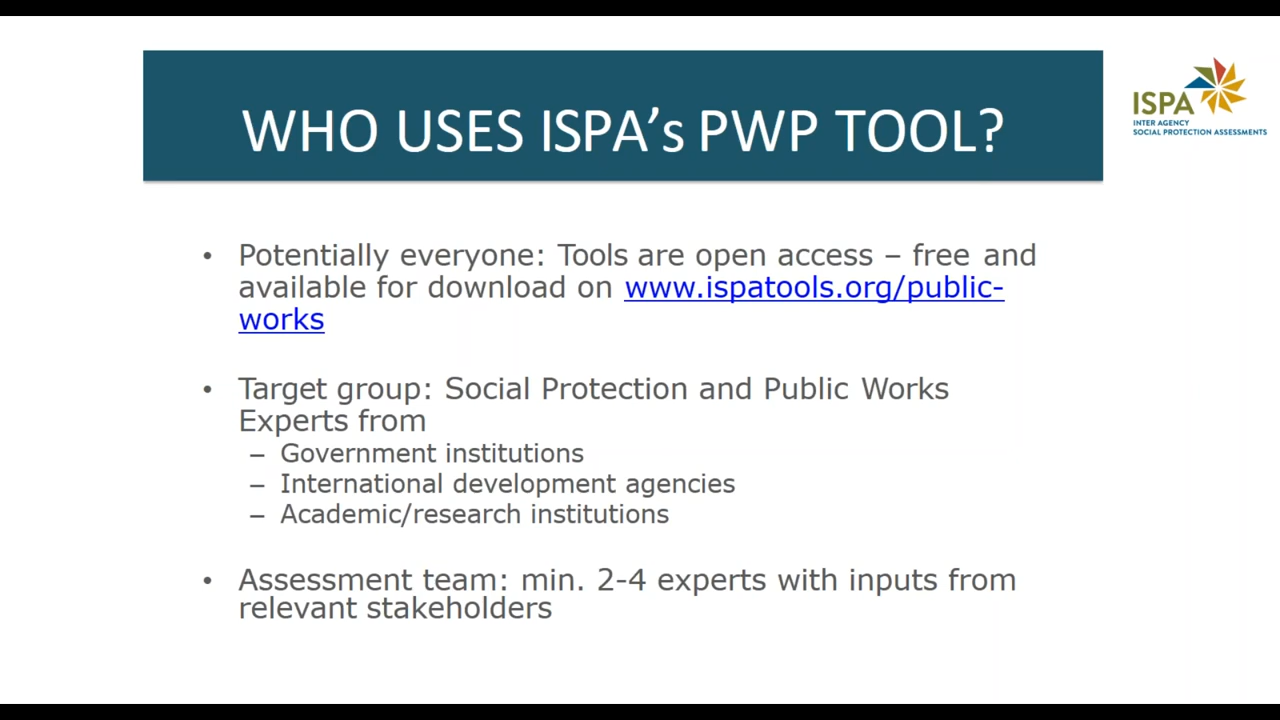 WHO USES ISPA’s PWP TOOL?
ISPA
INTER AGENCY
SOCIAL PROTECTION ASSESSMENTS
• Potentially everyone: Tools are open access – free and
available for download on www.ispatools.org/public-
works
• Target group: Social Protection and Public Works
Experts from
– Government institutions
– International development agencies
– Academic/research institutions
• Assessment team: min. 2-4 experts with inputs from
relevant stakeholders